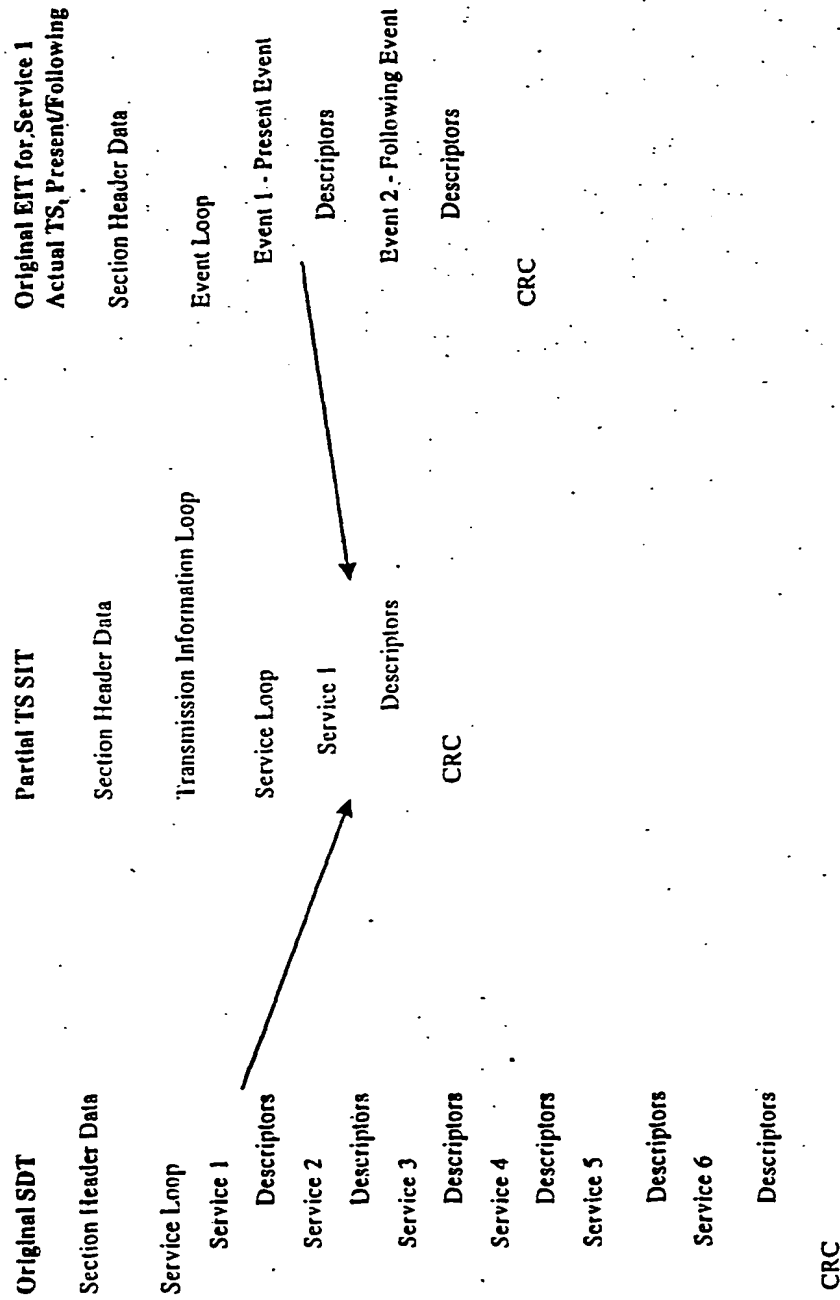 Original SDT
Section Header Data
Service Loop
Service 1
Descriptors
Service 2
Descriptors
Service 3
Descriptors
Service 4
Descriptors
Service 5
Descriptors
Service 6
Descriptors
CRC
Partial TS SIT
Section Header Data
Transmission Information Loop
Service Loop
Service 1
Descriptors
CRC
Original EIT for Service 1
Actual TS, Present/Following
Section Header Data
Event Loop
Event 1 - Present Event
Descriptors
Event 2 - Following Event
Descriptors
CRC